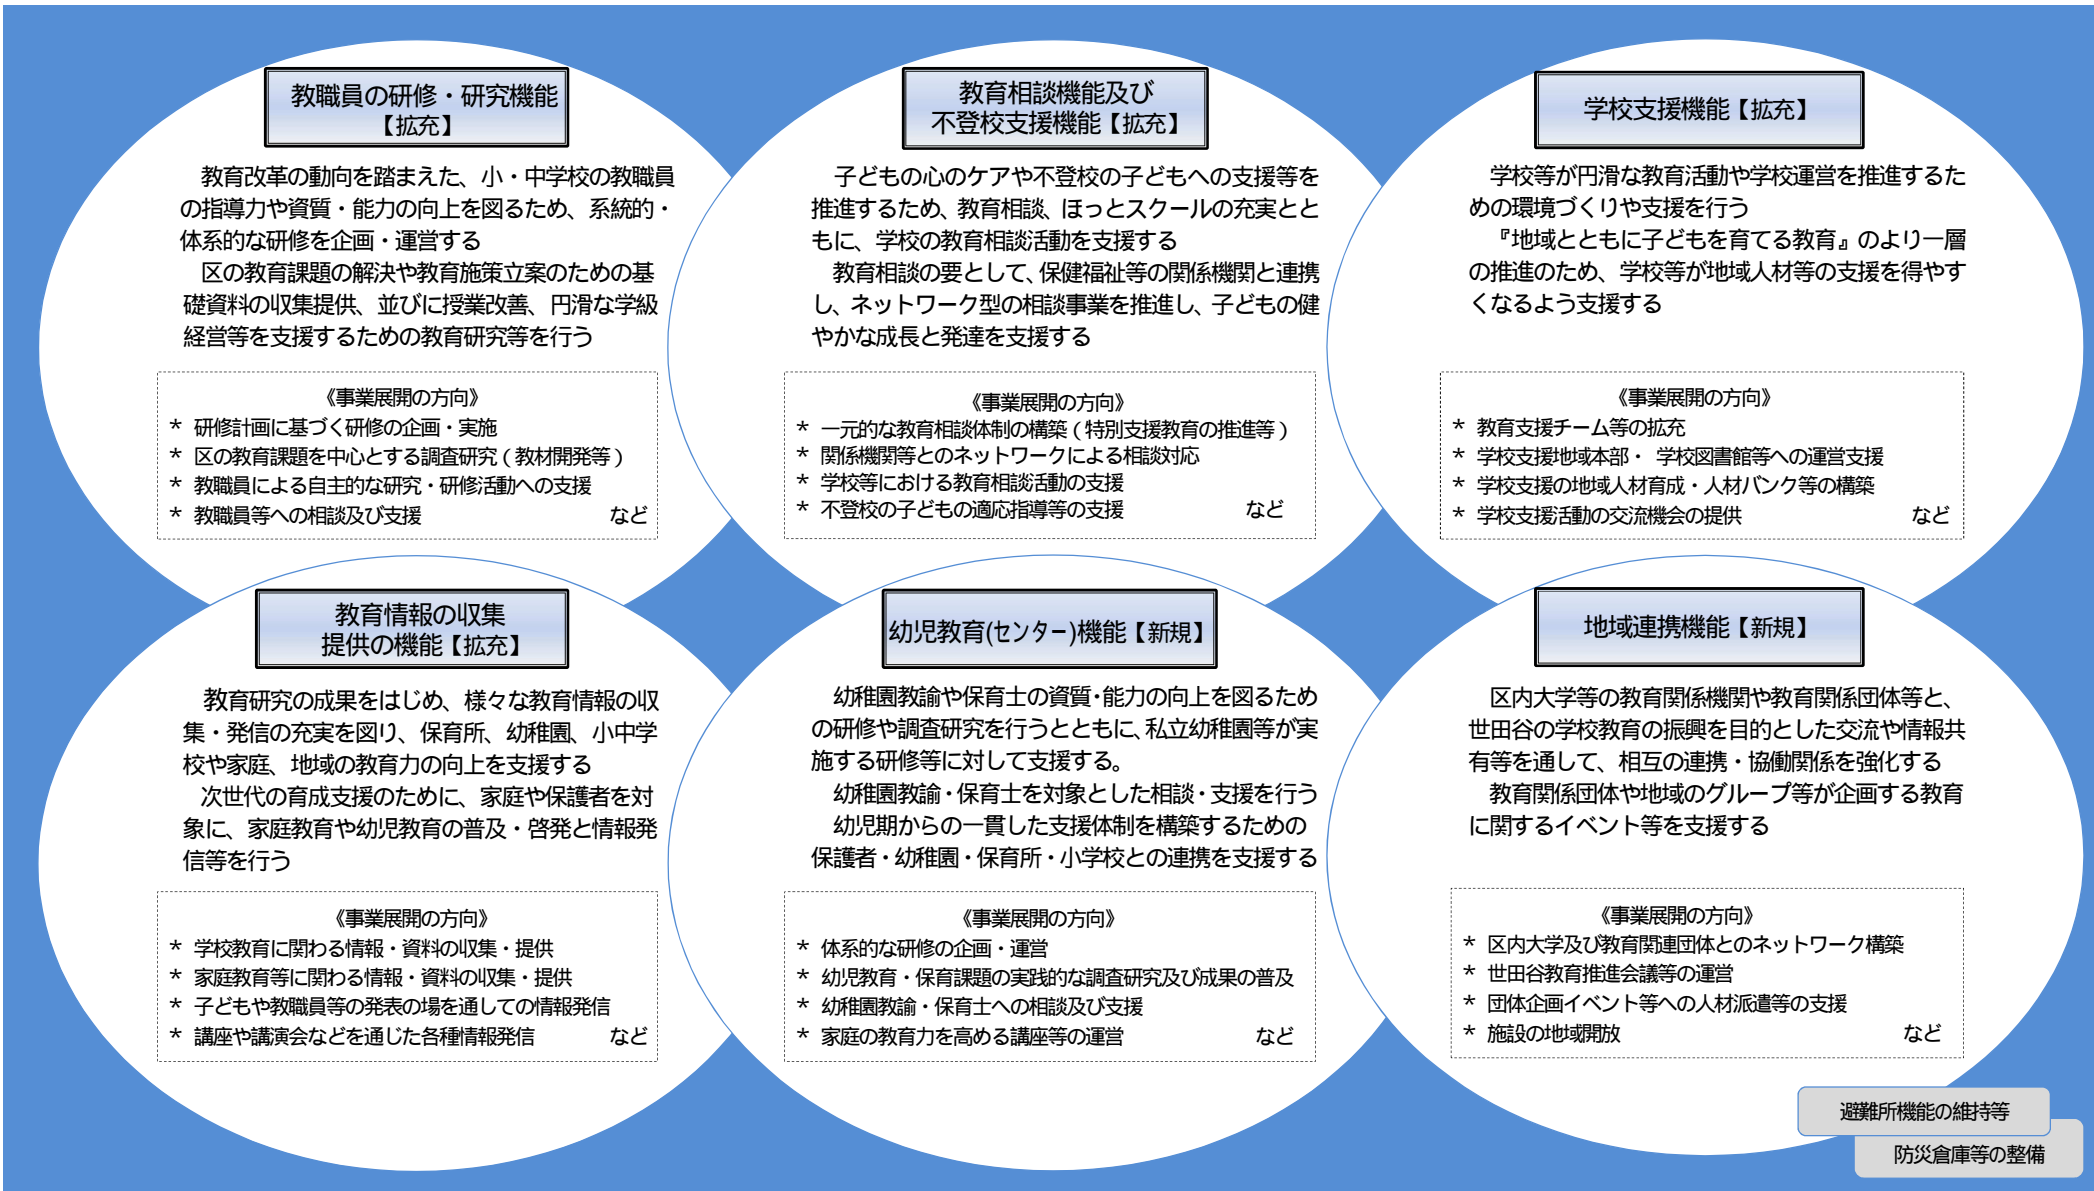 教職員の研修・研究機能
【拡充】
教育改革の動向を踏まえた、小・中学校の教職員
の指導力や資質・能力の向上を図るため、系統的・
体系的な研修を企画・運営する
区の教育課題の解決や教育施策立案のための基
礎資料の収集提供、並びに授業改善、円滑な学級
経営等を支援するための教育研究等を行う
《事業展開の方向》
* 研修計画に基づく研修の企画・実施
* 区の教育課題を中心とする調査研究(教材開発等)
* 教職員による自主的な研究・研修活動への支援
* 教職員等への相談及び支援 など
教育相談機能及び
不登校支援機能【拡充】
子どもの心のケアや不登校の子どもへの支援等を
推進するため、教育相談、ほっとスクールの充実とと
もに、学校の教育相談活動を支援する
教育相談の要として、保健福祉等の関係機関と連携
し、ネットワーク型の相談事業を推進し、子どもの健
やかな成長と発達を支援する
《事業展開の方向》
* 一元的な教育相談体制の構築(特別支援教育の推進等)
* 関係機関等とのネットワークによる相談対応
* 学校等における教育相談活動の支援
* 不登校の子どもの適応指導等の支援 など
学校支援機能【拡充】
学校等が円滑な教育活動や学校運営を推進するた
めの環境づくりや支援を行う
『地域とともに子どもを育てる教育』のより一層
の推進のため、学校等が地域人材等の支援を得やす
くなるよう支援する
《事業展開の方向》
* 教育支援チーム等の拡充
* 学校支援地域本部・ 学校図書館等への運営支援
* 学校支援の地域人材育成・人材バンク等の構築
* 学校支援活動の交流機会の提供 など
教育情報の収集
提供の機能【拡充】
教育研究の成果をはじめ、様々な教育情報の収
集・発信の充実を図り、保育所、幼稚園、小中学
校や家庭、地域の教育力の向上を支援する
次世代の育成支援のために、家庭や保護者を対
象に、家庭教育や幼児教育の普及・啓発と情報発
信等を行う
《事業展開の方向》
* 学校教育に関わる情報・資料の収集・提供
* 家庭教育等に関わる情報・資料の収集・提供
* 子どもや教職員等の発表の場を通しての情報発信
* 講座や講演会などを通じた各種情報発信 など
幼児教育(センター)機能【新規】
幼稚園教諭や保育士の資質・能力の向上を図るため
の研修や調査研究を行うとともに、私立幼稚園等が実
施する研修等に対して支援する。
幼稚園教諭・保育士を対象とした相談・支援を行う
幼児期からの一貫した支援体制を構築するための
保護者・幼稚園・保育所・小学校との連携を支援する
《事業展開の方向》
* 体系的な研修の企画・運営
* 幼児教育・保育課題の実践的な調査研究及び成果の普及
* 幼稚園教諭・保育士への相談及び支援
* 家庭の教育力を高める講座等の運営 など
地域連携機能【新規】
区内大学等の教育関係機関や教育関係団体等と、
世田谷の学校教育の振興を目的とした交流や情報共
有等を通して、相互の連携・協働関係を強化する
教育関係団体や地域のグループ等が企画する教育
に関するイベント等を支援する
《事業展開の方向》
* 区内大学及び教育関連団体とのネットワーク構築
* 世田谷教育推進会議等の運営
* 団体企画イベント等への人材派遣等の支援
* 施設の地域開放 など
避難所機能の維持等
防災倉庫等の整備